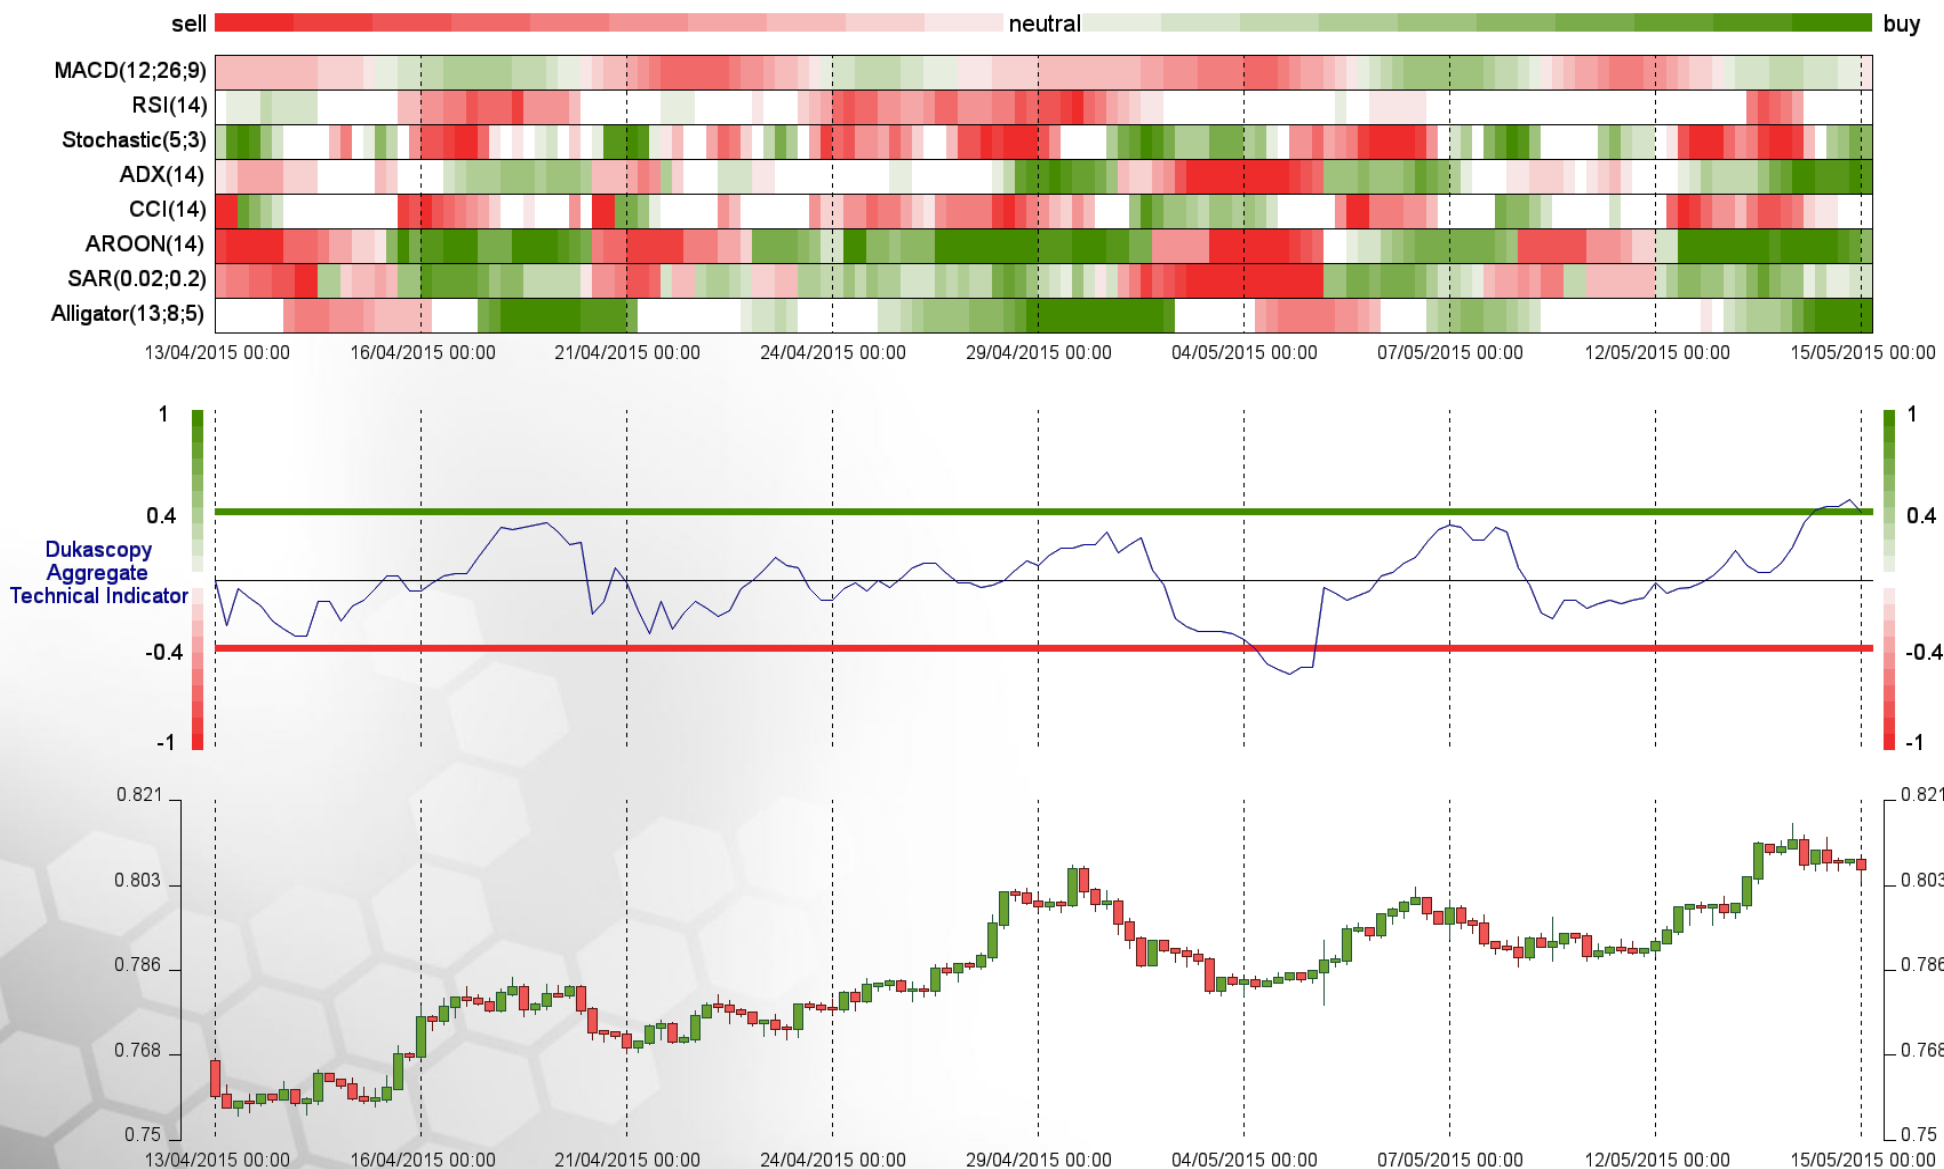 sell neutral buy
MACD(12;26;9)
RSI(14)
Stochastic(5;3)
ADX(14)
CCI(14)
AROON(14)
SAR(0.02;0.2)
Alligator(13;8;5)
13/04/2015 00:00 16/04/2015 00:00 21/04/2015 00:00 24/04/2015 00:00 29/04/2015 00:00 04/05/2015 00:00 07/05/2015 00:00 12/05/2015 00:00 15/05/2015 00:00
1 1
0.4 0.4
Dukascopy
Aggregate
Technical Indicator
-0.4 -0.4
-1 -1
0.821 0.821
0.803 0.803
0.786 0.786
0.768 0.768
0.75 0.75
13/04/2015 00:00 16/04/2015 00:00 21/04/2015 00:00 24/04/2015 00:00 29/04/2015 00:00 04/05/2015 00:00 07/05/2015 00:00 12/05/2015 00:00 15/05/2015 00:00